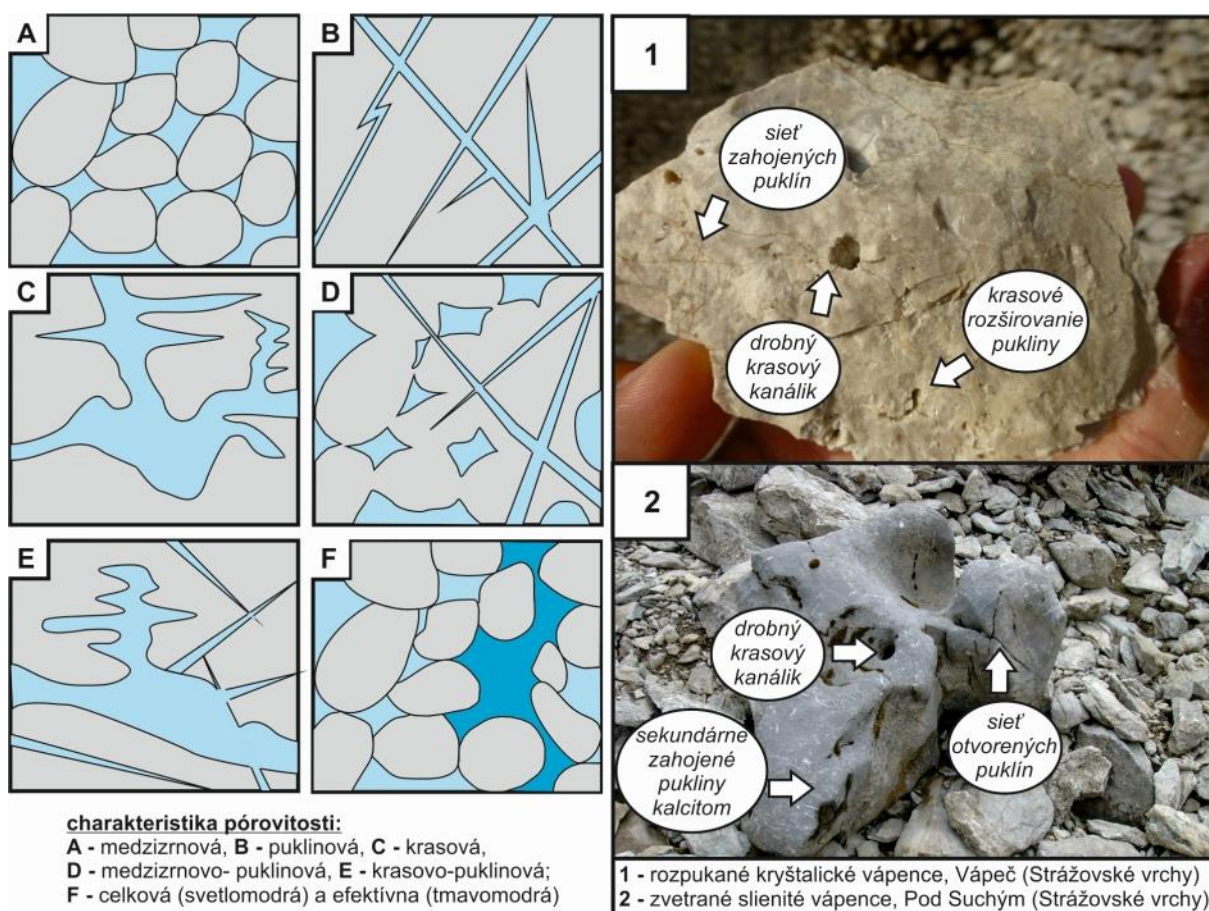 A
B
C
D
E
F
charakteristika pórovitosti:
A - medzizrnová, B - puklinová, C - krasová,
D - medzizrnovo- puklinová, E - krasovo-puklinová;
F - celková (svetlomodrá) a efektívna (tmavomodrá)
1
sieť
zahojených
puklín
drobný
krasový
kanálik
krasové
rozširovanie
pukliny
2
drobný
krasový
kanálik
sekundárne
zahojené
pukliny
kalcitom
sieť
otvorených
puklín
1 - rozpukané kryštalické vápence, Vápeč (Strážovské vrchy)
2 - zvetrané slienité vápence, Pod Suchým (Strážovské vrchy)